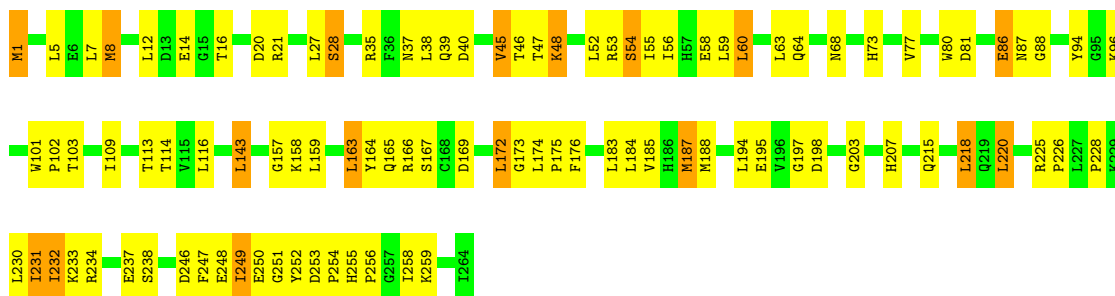 M1 L5 E6 L7 M8 L12 D13 E14 G15 T16 D20 R21 L27 S28 R35 F36 N37 L38 Q39 D40 V45 T46 T47 K48 L52 R53 S54 I55 I56 H57 E58 L59 L60 L63 Q64 N68 H73 V77 W80 D81 E86 N87 G88 Y94 G95 K96
W101 P102 T103 I109 T113 T114 V115 L116 L143 G157 K158 L159 L163 Y164 Q165 R166 S167 C168 D169 L172 G173 L174 P175 F176 L183 L184 V185 H186 M187 M188 L194 E195 V196 G197 D198 G203 H207 Q215 L218 Q219 L220 R225 P226 L227 P228 K229
L230 I231 I232 K233 R234 E237 S238 D246 F247 E248 I249 E250 G251 Y252 D253 P254 H255 P256 G257 I258 K259 I264